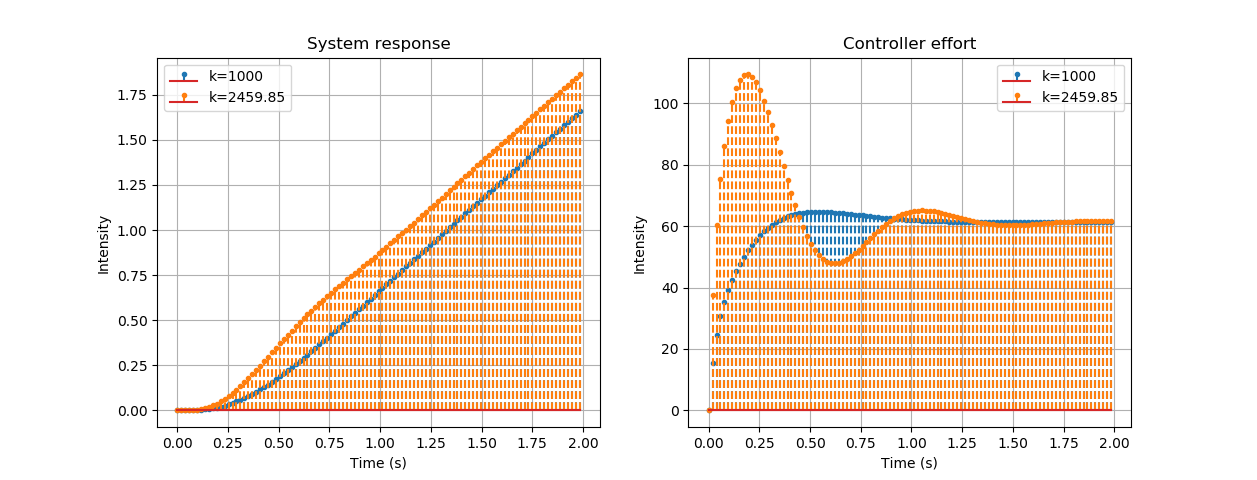 System response
k=1000
k=2459.85
1.75
1.50
1.25
1.00
0.75
0.50
0.25
0.00
Intensity
0.00 0.25 0.50 0.75 1.00 1.25 1.50 1.75 2.00
Time (s)
Controller effort
k=1000
k=2459.85
100
80
60
40
20
0
Intensity
0.00 0.25 0.50 0.75 1.00 1.25 1.50 1.75 2.00
Time (s)